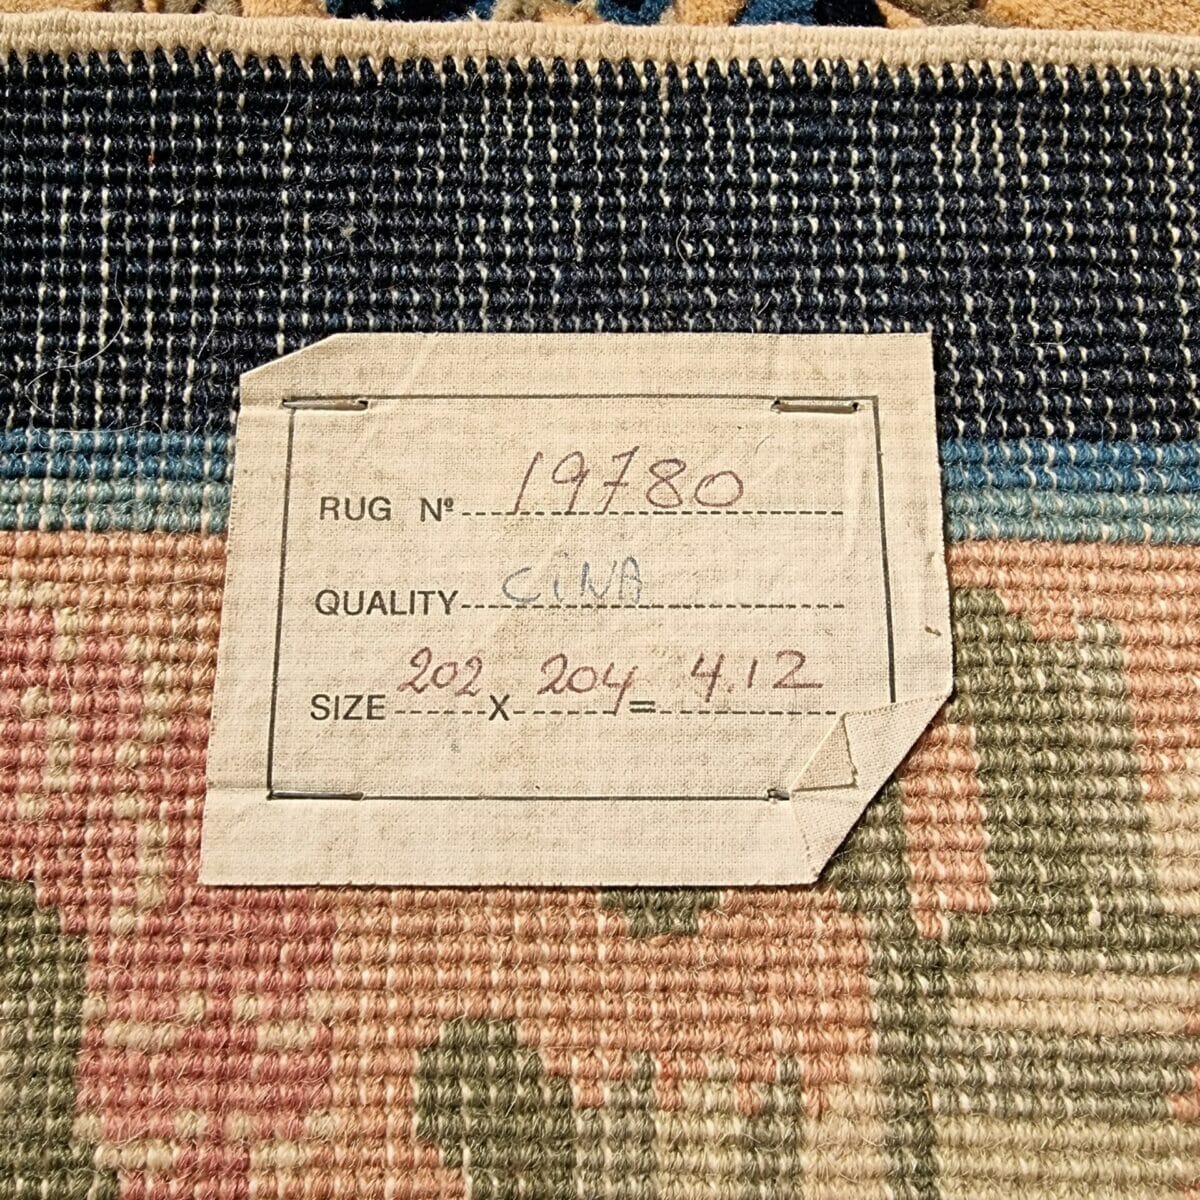 RUG Nº 19780
QUALITY CINA
SIZE 202 X 204 = 4.12